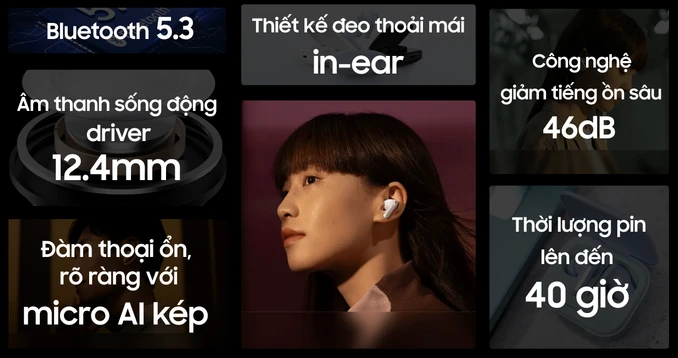 Bluetooth 5.3
Âm thanh sống động
driver
12.4mm
Đàm thoại ổn,
rõ ràng với
micro AI kép
Thiết kế đeo thoải mái
in-ear
Công nghệ
giảm tiếng ồn sâu
46dB
Thời lượng pin
lên đến
40 giờ